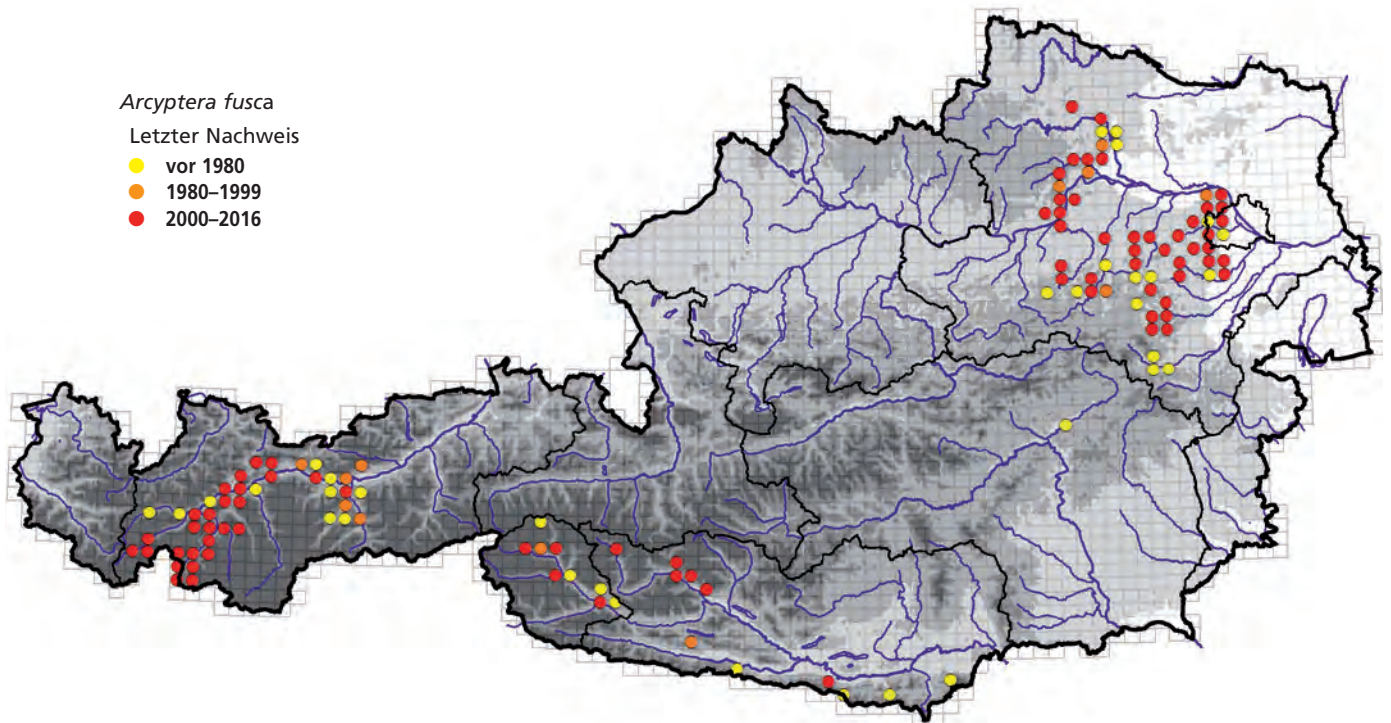 Arcyptera fusca
Letzter Nachweis
vor 1980
1980–1999
2000–2016